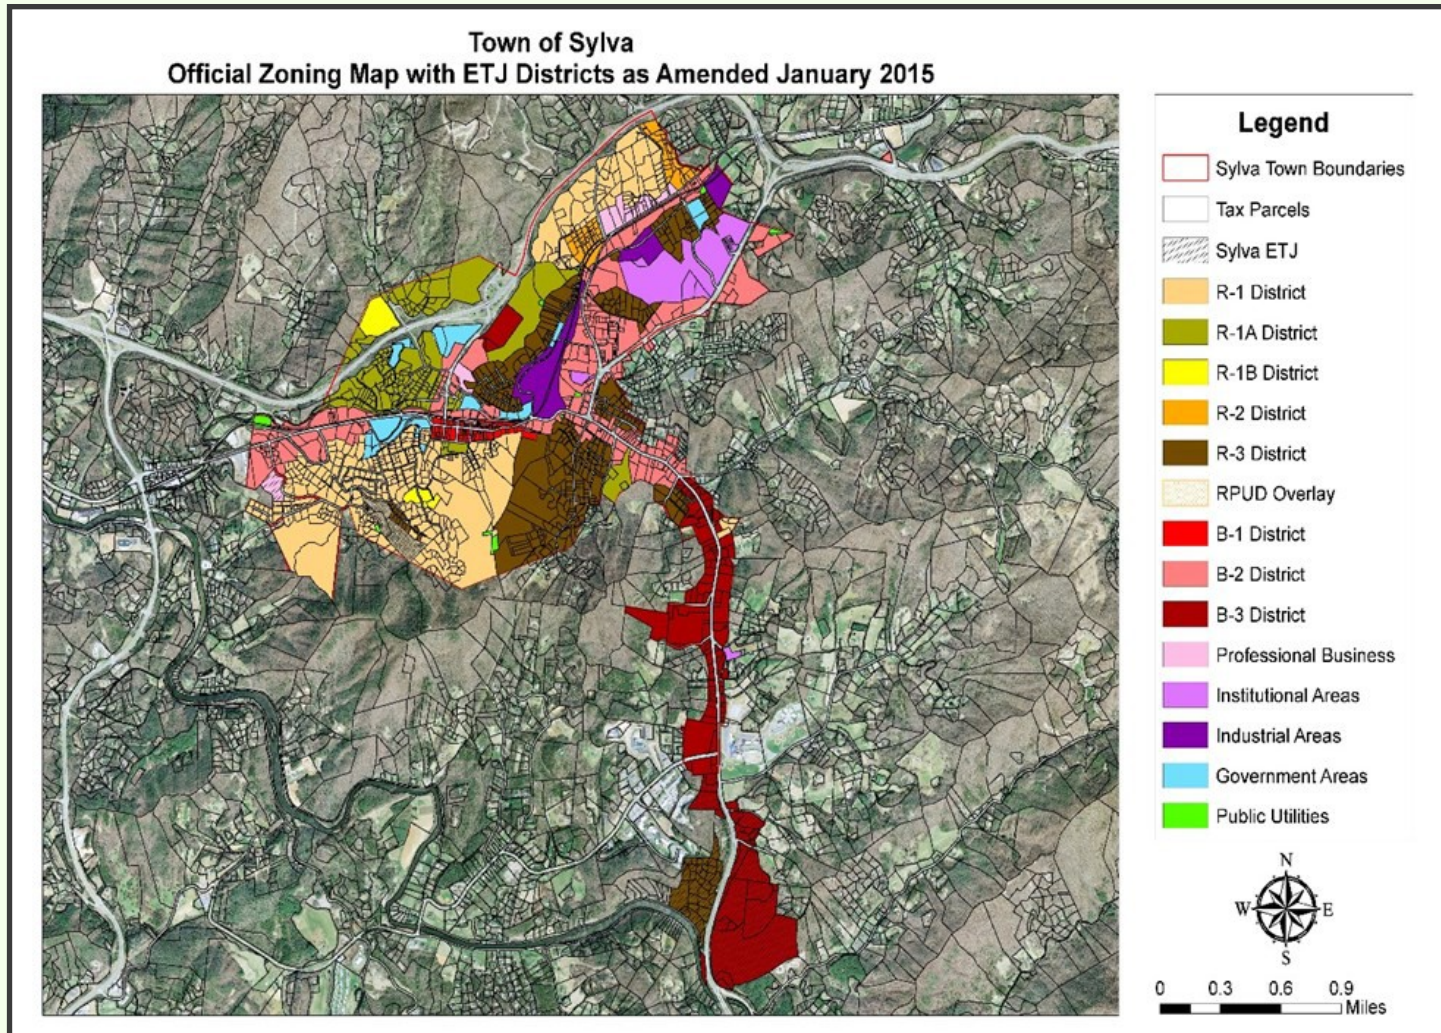 Town of Sylva
Official Zoning Map with ETJ Districts as Amended January 2015
Legend
Sylva Town Boundaries
Tax Parcels
Sylva ETJ
R-1 District
R-1A District
R-1B District
R-2 District
R-3 District
RPUD Overlay
B-1 District
B-2 District
B-3 District
Professional Business
Institutional Areas
Industrial Areas
Government Areas
Public Utilities
N
W E
S
0 0.3 0.6 0.9
Miles